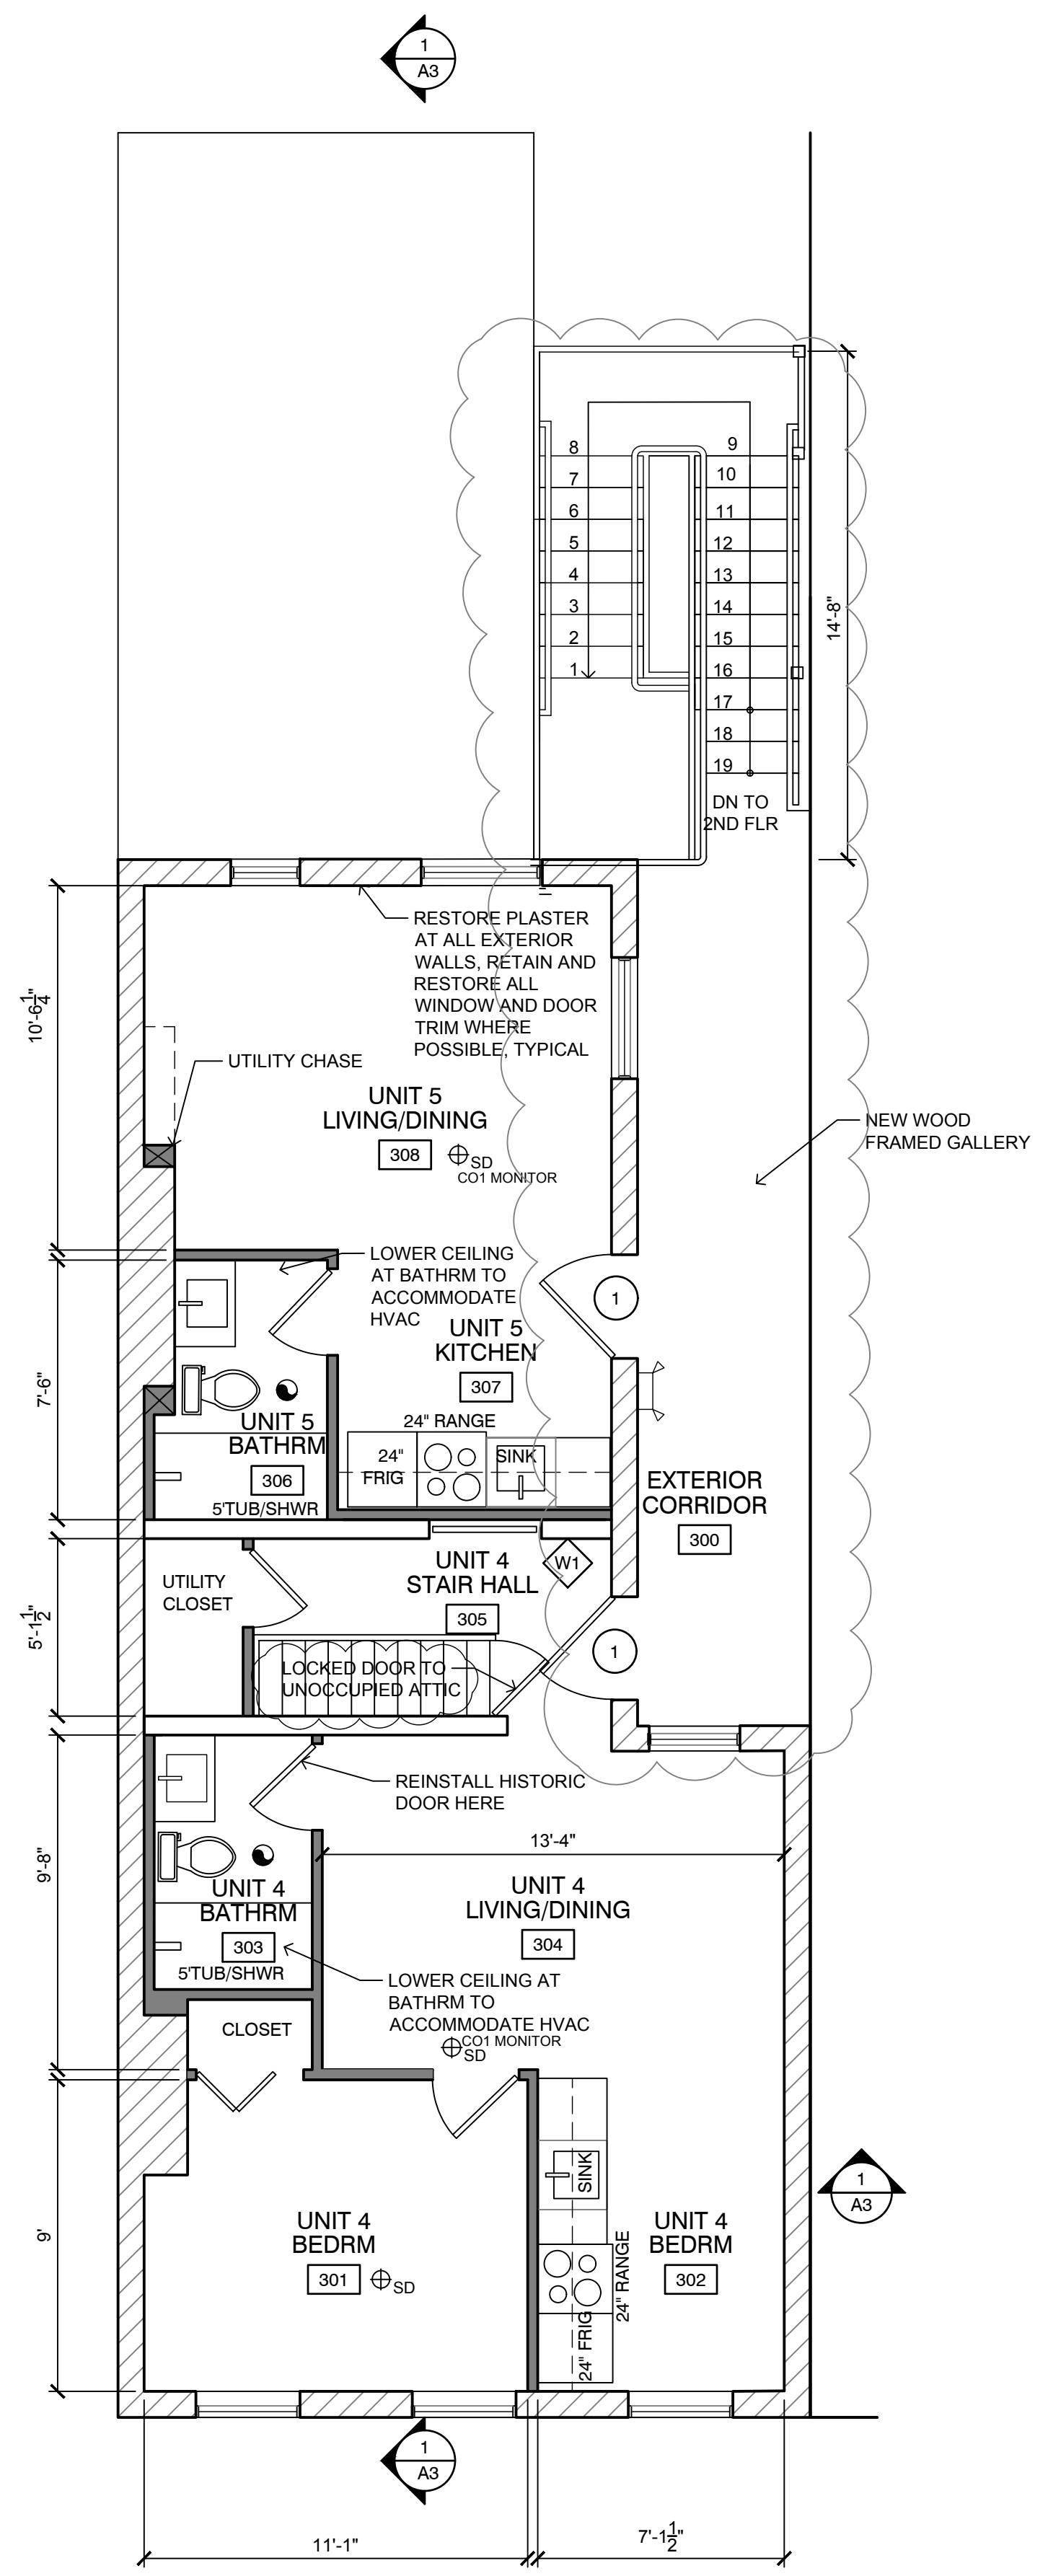 1
A3
8
7
6
5
4
3
2
1
9
10
11
12
13
14
15
16
17
18
19
DN TO
2ND FLR
14'-8"
RESTORE PLASTER
AT ALL EXTERIOR
WALLS, RETAIN AND
RESTORE ALL
WINDOW AND DOOR
TRIM WHERE
POSSIBLE, TYPICAL
10'-6 1/4"
UTILITY CHASE
UNIT 5
LIVING/DINING
308
SD
CO1 MONITOR
NEW WOOD
FRAMED GALLERY
LOWER CEILING
AT BATHRM TO
ACCOMMODATE
HVAC
1
UNIT 5
KITCHEN
307
7'-6"
24" RANGE
UNIT 5
BATHRM
306
5'TUB/SHWR
24"
FRIG
SINK
EXTERIOR
CORRIDOR
300
UNIT 4
STAIR HALL
305
W1
UTILITY
CLOSET
5'-1 1/2"
1
LOCKED DOOR TO
UNOCCUPIED ATTIC
REINSTALL HISTORIC
DOOR HERE
13'-4"
9'-8"
UNIT 4
BATHRM
303
5'TUB/SHWR
UNIT 4
LIVING/DINING
304
LOWER CEILING AT
BATHRM TO
ACCOMMODATE HVAC
CO1 MONITOR
SD
CLOSET
SINK
1
A3
9'
UNIT 4
BEDRM
301
SD
24" RANGE
24" FRIG
UNIT 4
BEDRM
302
1
A3
11'-1"
7'-1 1/2"